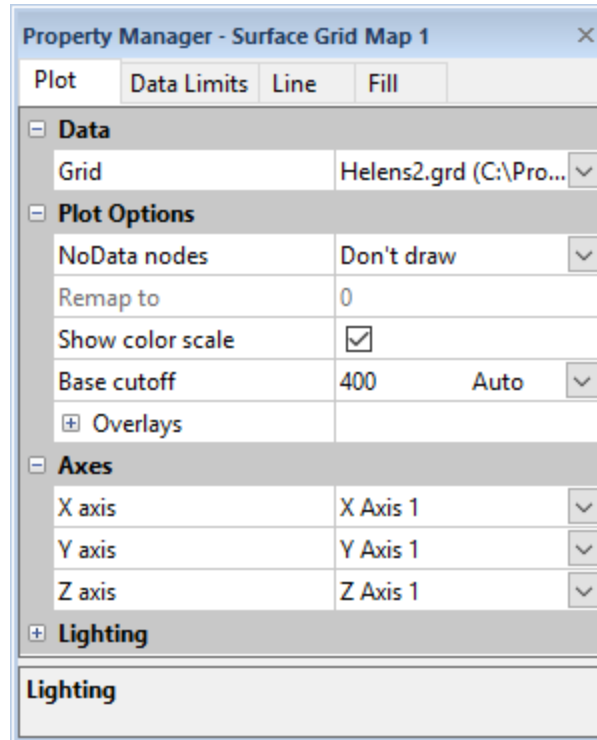 Property Manager - Surface Grid Map 1
Plot Data Limits Line Fill
Data
Grid Helens2.grd (C:\Pro...
Plot Options
NoData nodes Don't draw
Remap to 0
Show color scale
Base cutoff 400 Auto
Overlays
Axes
X axis X Axis 1
Y axis Y Axis 1
Z axis Z Axis 1
Lighting
Lighting